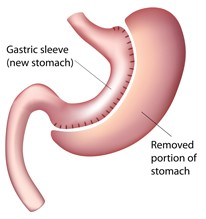 Gastric sleeve
(new stomach)
Removed
portion of
stomach